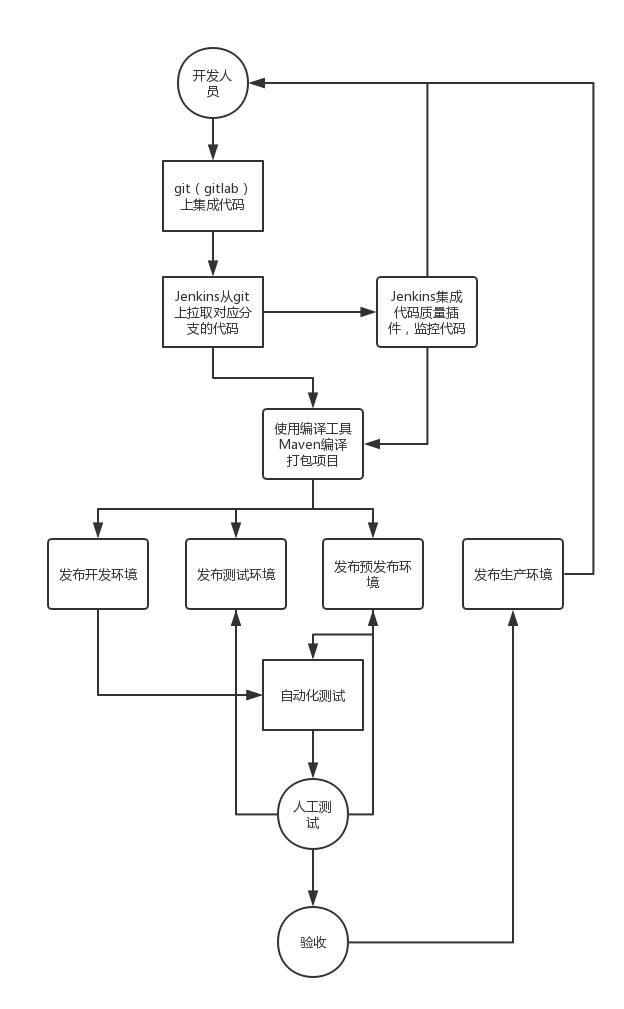 开发人
员
git（gitlab）
上集成代码
Jenkins从git
上拉取对应分
支的代码
Jenkins集成
代码质量插
件，监控代码
使用编译工具
Maven编译
打包项目
发布开发环境
发布测试环境
发布预发布环
境
发布生产环境
自动化测试
人工测
试
验收